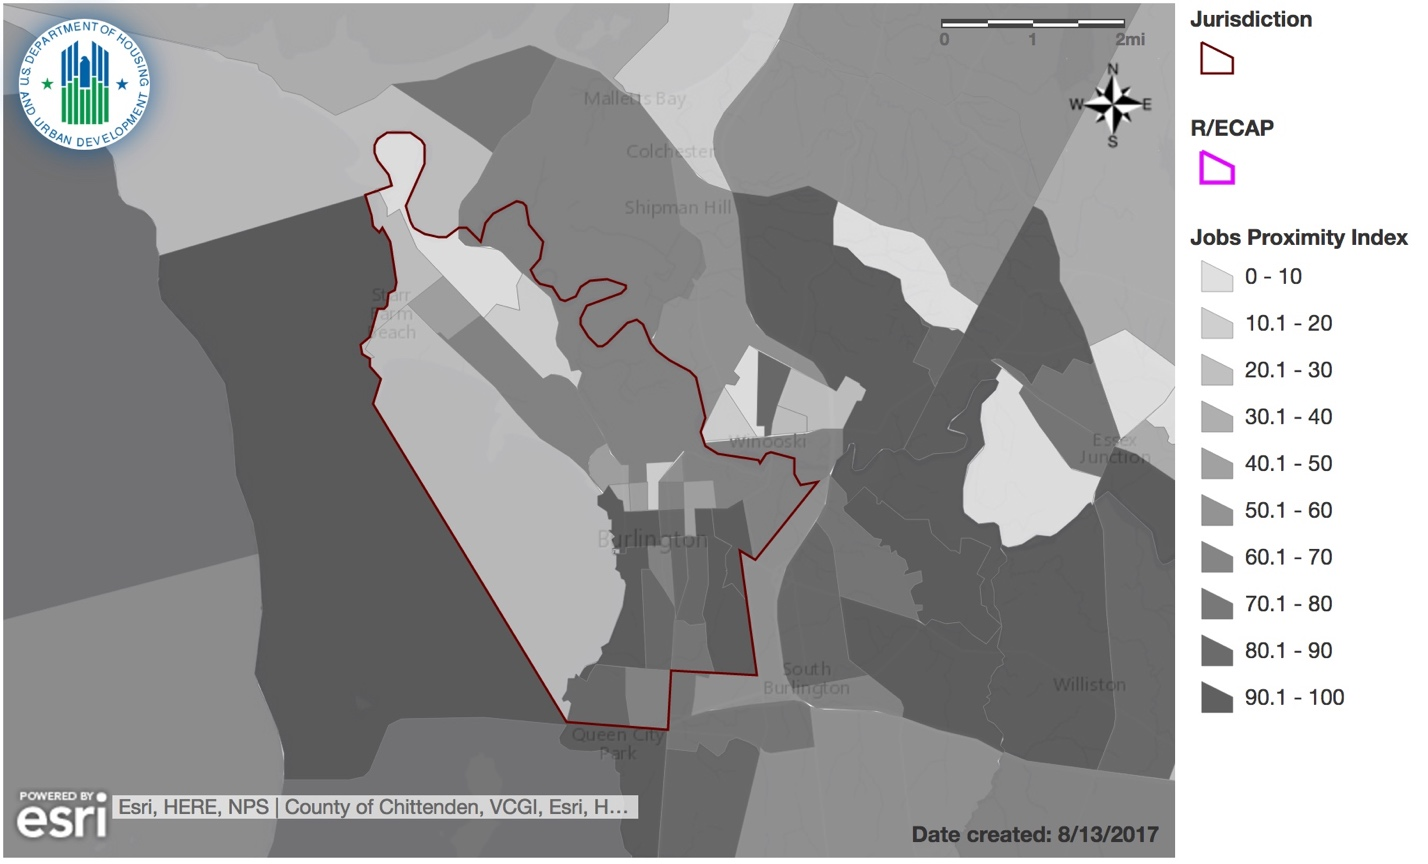 U.S. DEPARTMENT OF HOUSING
AND URBAN DEVELOPMENT
0 1 2mi
N
W E
S
Malletts Bay
Colchester
Shipman Hill
Starr
Farm
Beach
Winooski
Essex
Junction
Burlington
South
Burlington
Williston
Queen City
Park
POWERED BY
esri
Esri, HERE, NPS | County of Chittenden, VCGI, Esri, H...
Date created: 8/13/2017
Jurisdiction
R/ECAP
Jobs Proximity Index
0 - 10
10.1 - 20
20.1 - 30
30.1 - 40
40.1 - 50
50.1 - 60
60.1 - 70
70.1 - 80
80.1 - 90
90.1 - 100